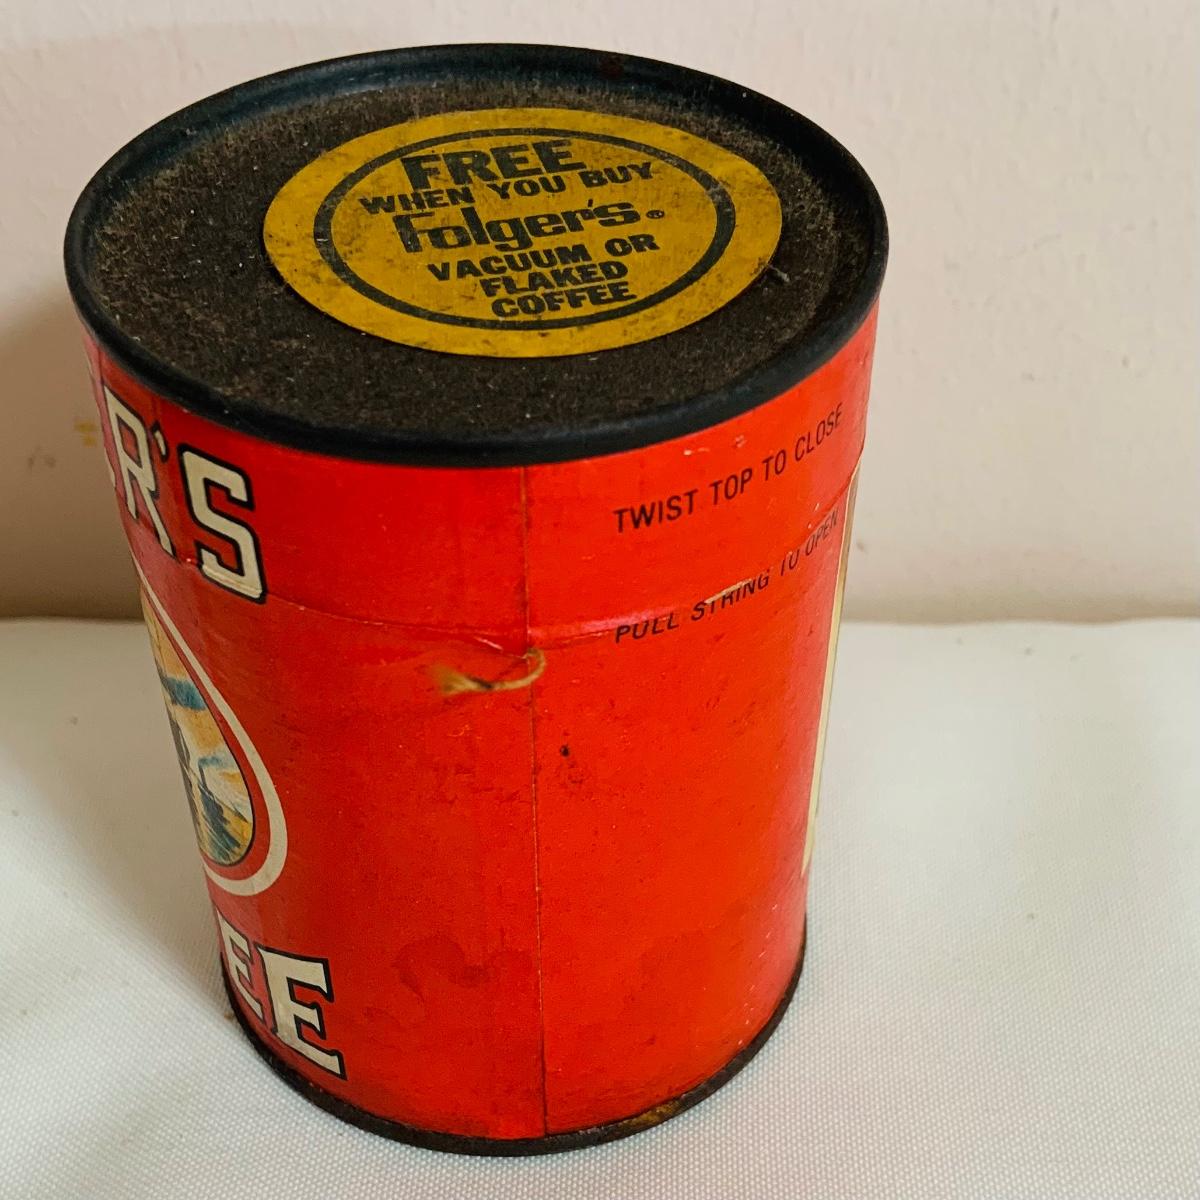 FREE
WHEN YOU BUY
Folger's®
VACUUM OR
FLAKED
COFFEE
R'S
TWIST TOP TO CLOSE
PULL STRING TO OPEN
EE